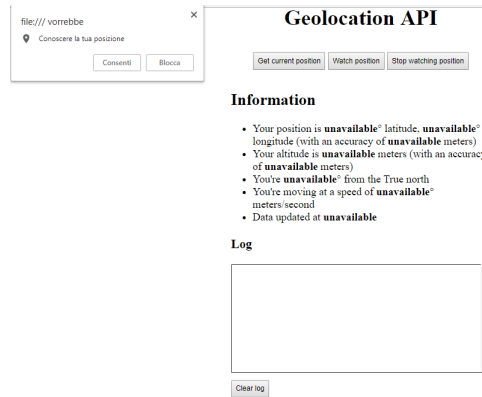 file:/// vorrebbe
×
Conoscere la tua posizione
Consenti Blocca
Geolocation API
Get current position Watch position Stop watching position
Information
• Your position is unavailable° latitude, unavailable°
longitude (with an accuracy of unavailable meters)
• Your altitude is unavailable meters (with an accuracy
of unavailable meters)
• You're unavailable° from the True north
• You're moving at a speed of unavailable°
meters/second
• Data updated at unavailable
Log
Clear log